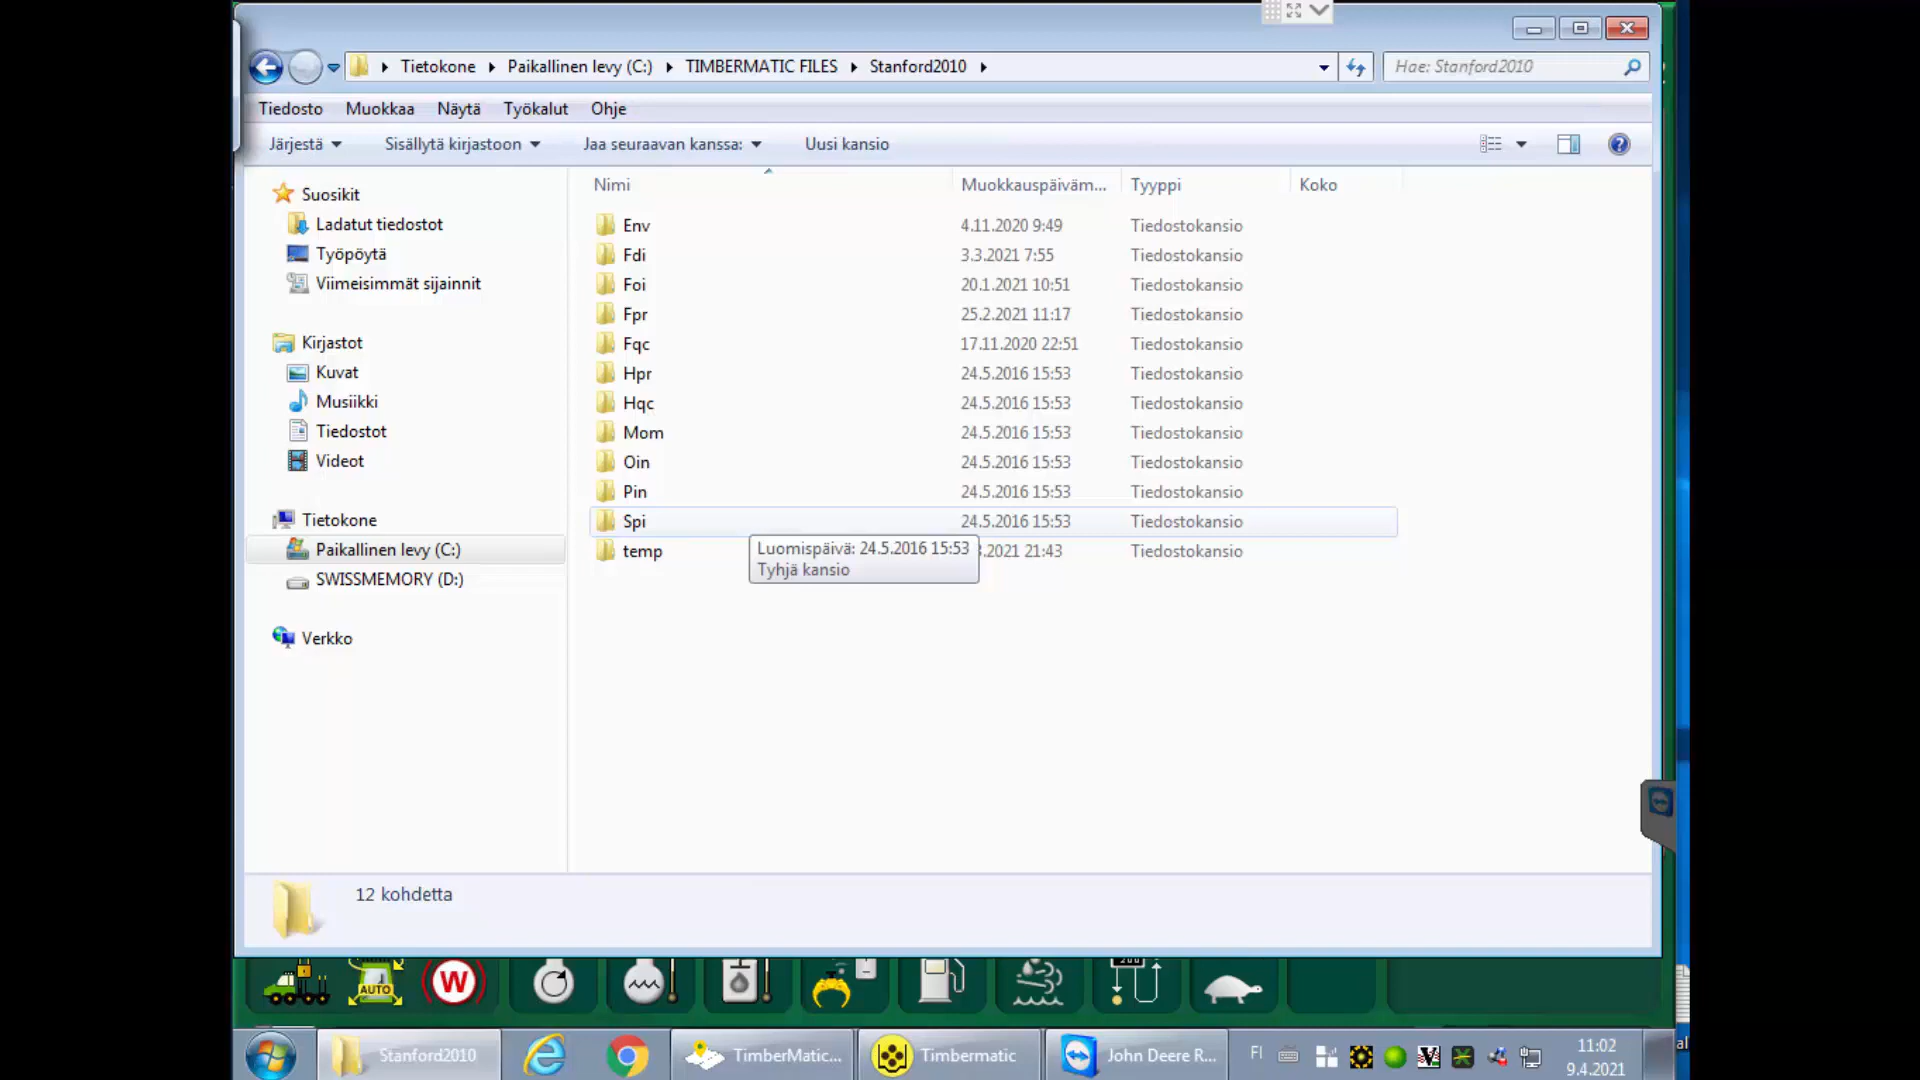 Tietokone Paikallinen levy (C:) TIMBERMATIC FILES Stanford2010
Hae: Stanford2010
Tiedosto Muokkaa Näytä Työkalut Ohje
Järjestä Sisällytä kirjastoon Jaa seuraavan kanssa: Uusi kansio
Suosikit
Ladatut tiedostot
Työpöytä
Viimeisimmät sijainnit
Kirjastot
Kuvat
Musiikki
Tiedostot
Videot
Tietokone
Paikallinen levy (C:)
SWISSMEMORY (D:)
Verkko
Nimi Muokkauspäiväm... Tyyppi Koko
Env 4.11.2020 9:49 Tiedostokansio
Fdi 3.3.2021 7:55 Tiedostokansio
Foi 20.1.2021 10:51 Tiedostokansio
Fpr 25.2.2021 11:17 Tiedostokansio
Fqc 17.11.2020 22:51 Tiedostokansio
Hpr 24.5.2016 15:53 Tiedostokansio
Hqc 24.5.2016 15:53 Tiedostokansio
Mom 24.5.2016 15:53 Tiedostokansio
Oin 24.5.2016 15:53 Tiedostokansio
Pin 24.5.2016 15:53 Tiedostokansio
Spi 24.5.2016 15:53 Tiedostokansio
temp .2021 21:43 Tiedostokansio
Luomispäivä: 24.5.2016 15:53
Tyhjä kansio
12 kohdetta
AUTO W
Stanford2010 TimberMatic... Timbermatic John Deere R... FI
11:02
9.4.2021